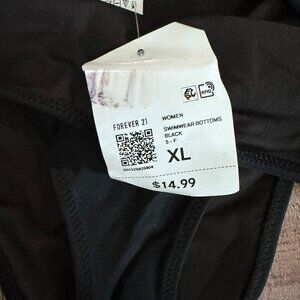 FOREVER 21
WOMEN
SWIMWEAR BOTTOMS
BLACK
S - F
XL
$14.99